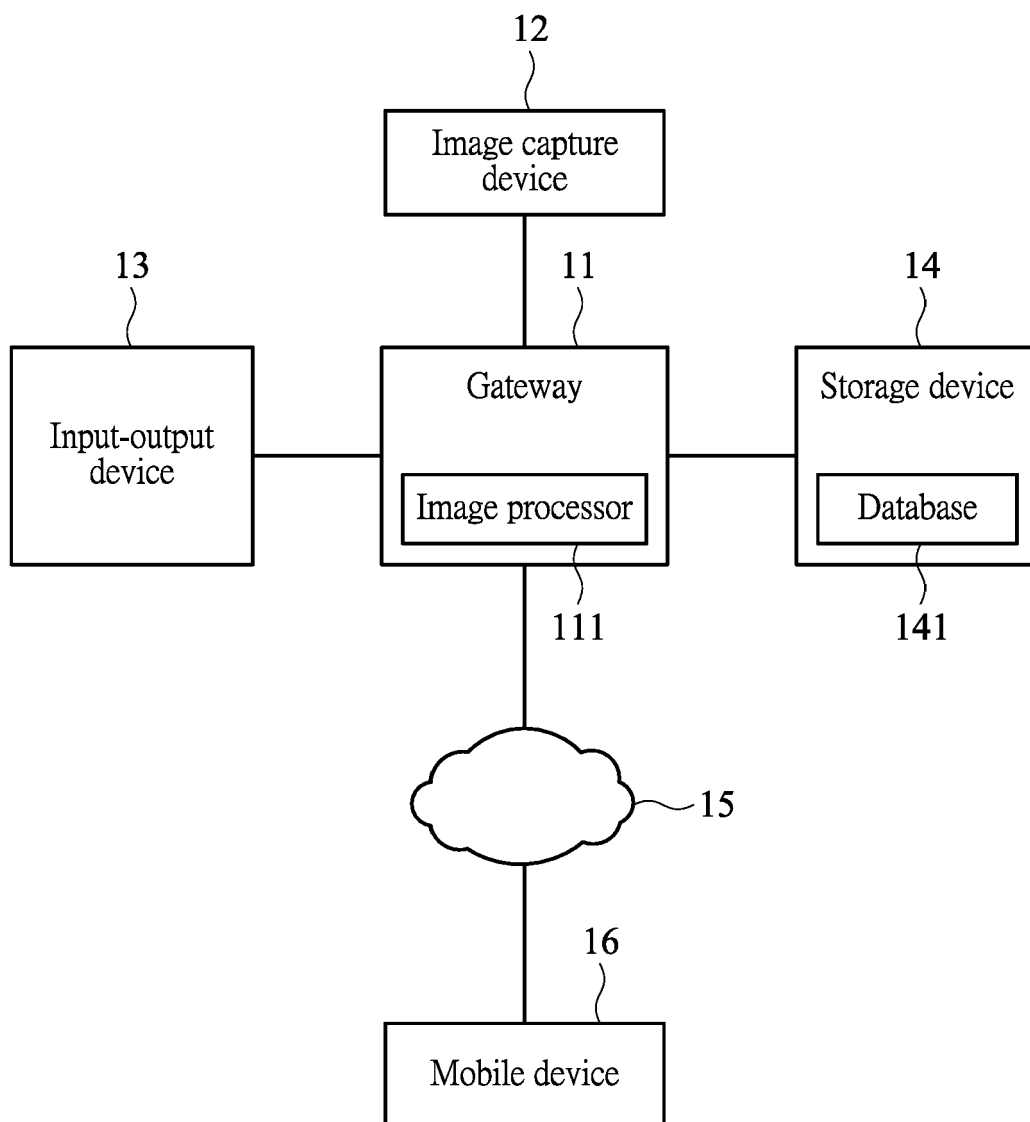 12
Image capture
device
13
11
14
Input-output
device
Gateway
Image processor
Storage device
Database
111
141
15
16
Mobile device